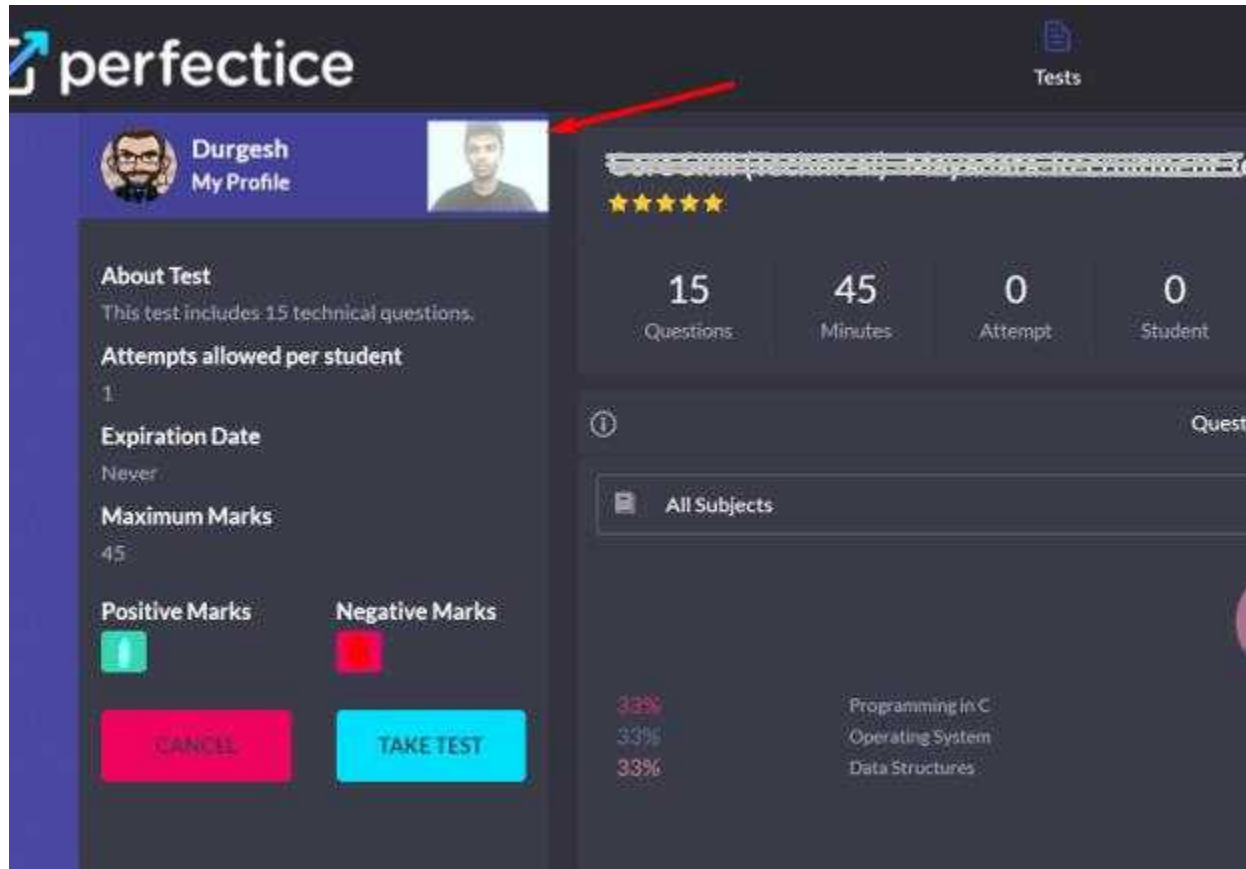 perfectice
Tests
Durgesh
My Profile
About Test
This test includes 15 technical questions.
Attempts allowed per student
1
Expiration Date
Never
Maximum Marks
45
Positive Marks
Negative Marks
CANCEL
TAKE TEST
15
45
0
0
Questions
Minutes
Attempt
Student
Quest
All Subjects
33% Programming in C
33% Operating System
33% Data Structures